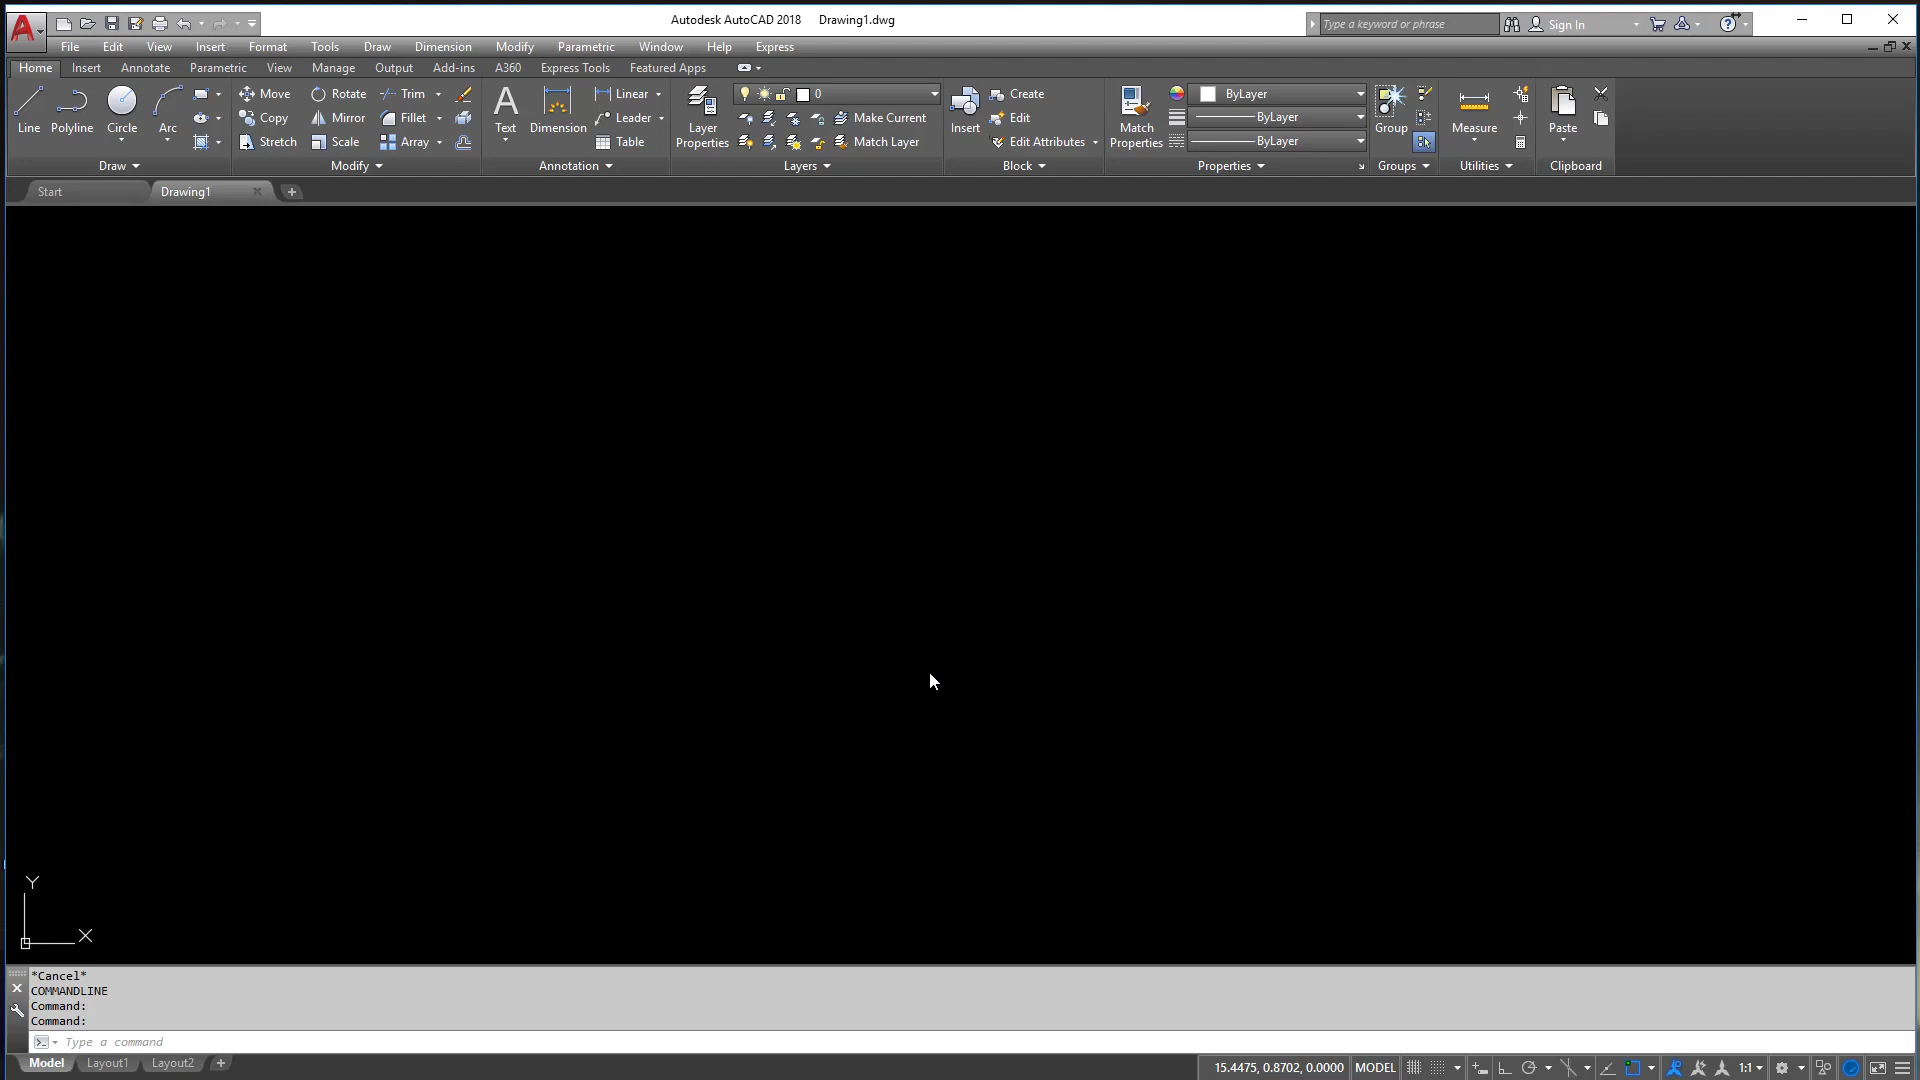 Autodesk AutoCAD 2018 Drawing1.dwg
Type a keyword or phrase Sign In
File Edit View Insert Format Tools Draw Dimension Modify Parametric Window Help Express
Home Insert Annotate Parametric View Manage Output Add-ins A360 Express Tools Featured Apps
Line Polyline Circle Arc
Draw
Move Rotate Trim
Copy Mirror Fillet
Stretch Scale Array
Modify
Text Dimension
Linear
Leader
Table
Annotation
Layer Properties
0
Make Current
Match Layer
Layers
Insert
Create
Edit
Edit Attributes
Block
Match Properties
ByLayer
ByLayer
ByLayer
Properties
Group
Groups
Measure
Utilities
Paste
Clipboard
Start Drawing1
Y
X
*Cancel*
COMMANDLINE
Command:
Command:
Type a command
Model Layout1 Layout2
15.4475, 0.8702, 0.0000 MODEL 1:1